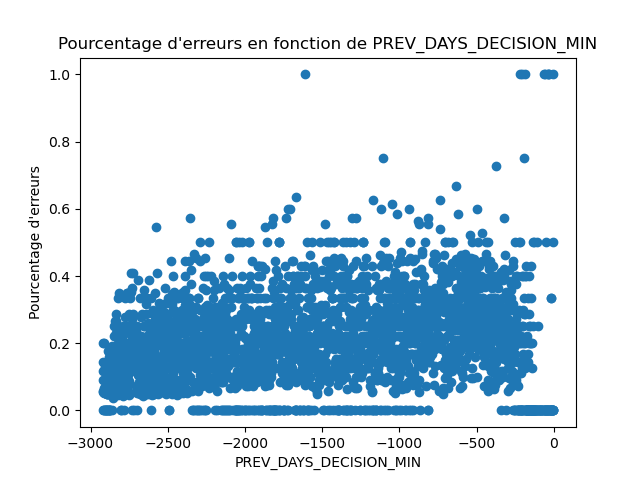 Pourcentage d'erreurs en fonction de PREV_DAYS_DECISION_MIN
1.0
0.8
0.6
0.4
0.2
0.0
Pourcentage d'erreurs
−3000 −2500 −2000 −1500 −1000 −500 0
PREV_DAYS_DECISION_MIN